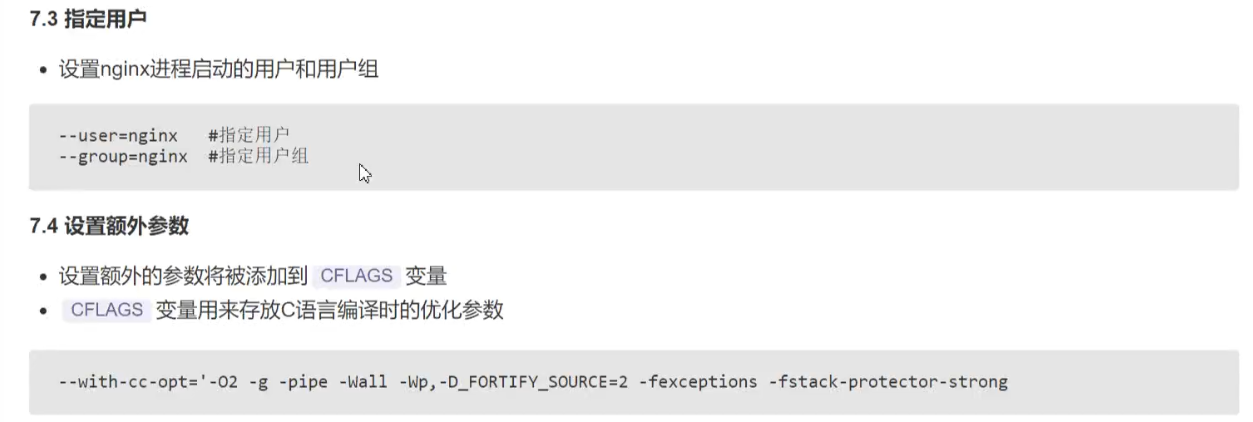 7.3 指定用户
设置nginx进程启动的用户和用户组
--user=nginx   #指定用户
--group=nginx  #指定用户组
7.4 设置额外参数
设置额外的参数将被添加到 CFLAGS 变量
CFLAGS 变量用来存放C语言编译时的优化参数
--with-cc-opt='-O2 -g -pipe -Wall -Wp,-D_FORTIFY_SOURCE=2 -fexceptions -fstack-protector-strong